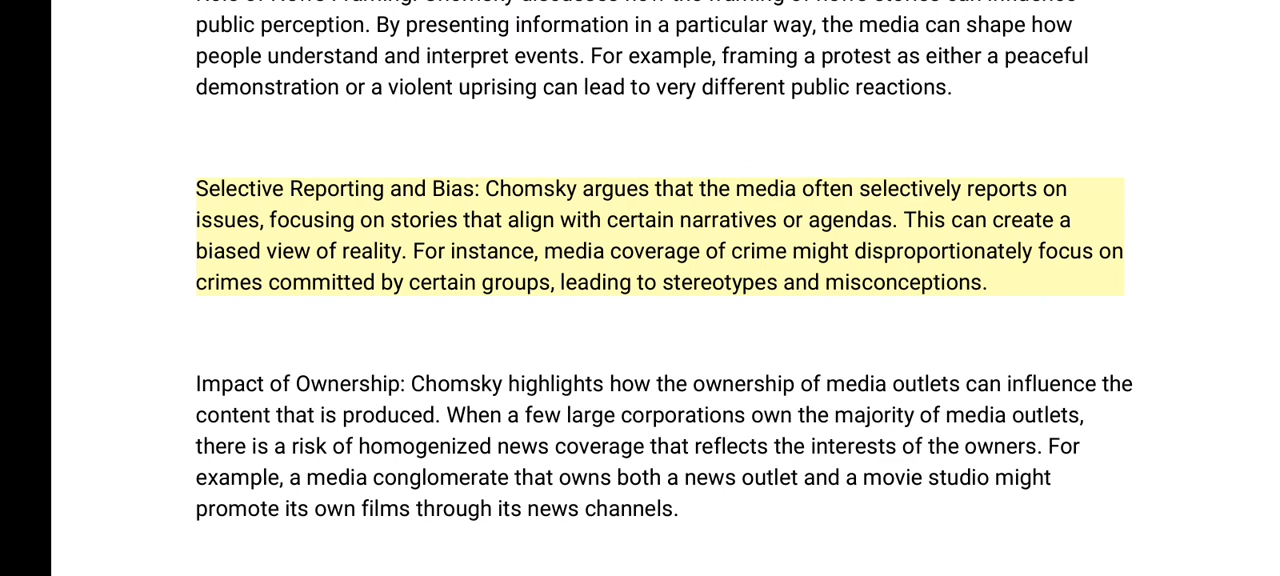 public perception. By presenting information in a particular way, the media can shape how
people understand and interpret events. For example, framing a protest as either a peaceful
demonstration or a violent uprising can lead to very different public reactions.
Selective Reporting and Bias: Chomsky argues that the media often selectively reports on
issues, focusing on stories that align with certain narratives or agendas. This can create a
biased view of reality. For instance, media coverage of crime might disproportionately focus on
crimes committed by certain groups, leading to stereotypes and misconceptions.
Impact of Ownership: Chomsky highlights how the ownership of media outlets can influence the
content that is produced. When a few large corporations own the majority of media outlets,
there is a risk of homogenized news coverage that reflects the interests of the owners. For
example, a media conglomerate that owns both a news outlet and a movie studio might
promote its own films through its news channels.